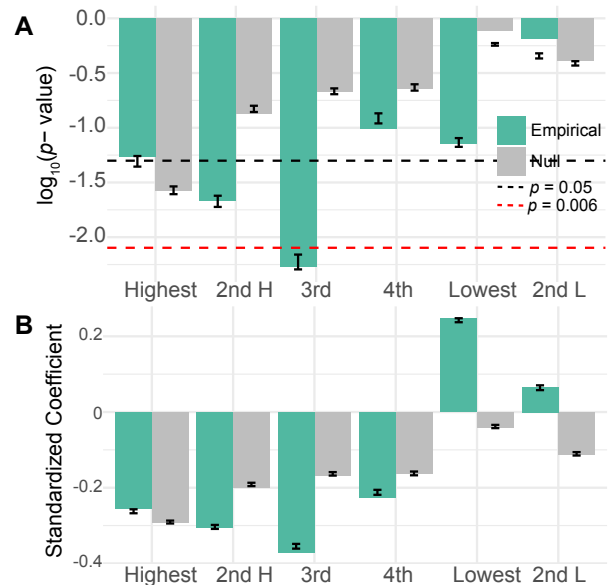 A
0.0
-0.5
-1.0
-1.5
-2.0
log10(p− value)
Empirical
Null
p = 0.05
p = 0.006
Highest 2nd H 3rd 4th Lowest 2nd L
B
0.2
0
-0.2
-0.4
Standardized Coefficient
Highest 2nd H 3rd 4th Lowest 2nd L